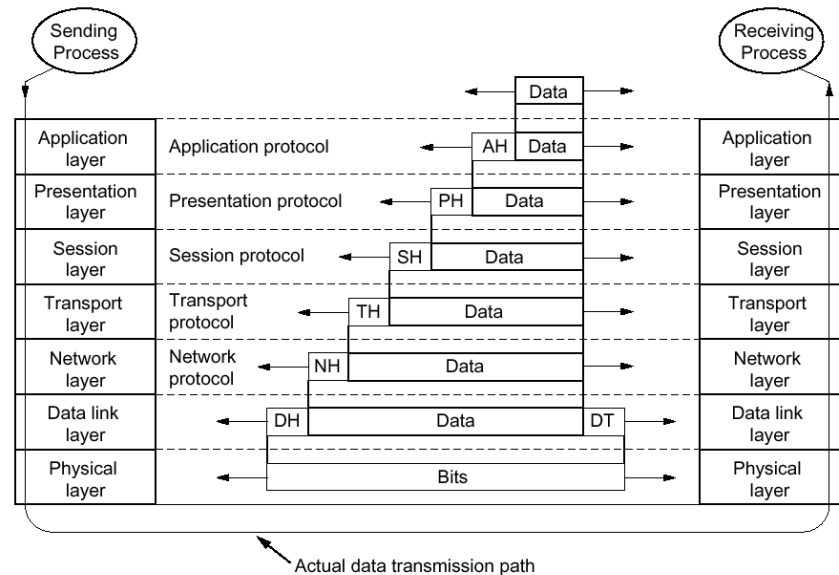 Sending
Process
Receiving
Process
Data
Application
layer
Application protocol
AH
Data
Application
layer
Presentation
layer
Presentation protocol
PH
Data
Presentation
layer
Session
layer
Session protocol
SH
Data
Session
layer
Transport
layer
Transport
protocol
TH
Data
Transport
layer
Network
layer
Network
protocol
NH
Data
Network
layer
Data link
layer
DH
Data
DT
Data link
layer
Physical
layer
Bits
Physical
layer
Actual data transmission path